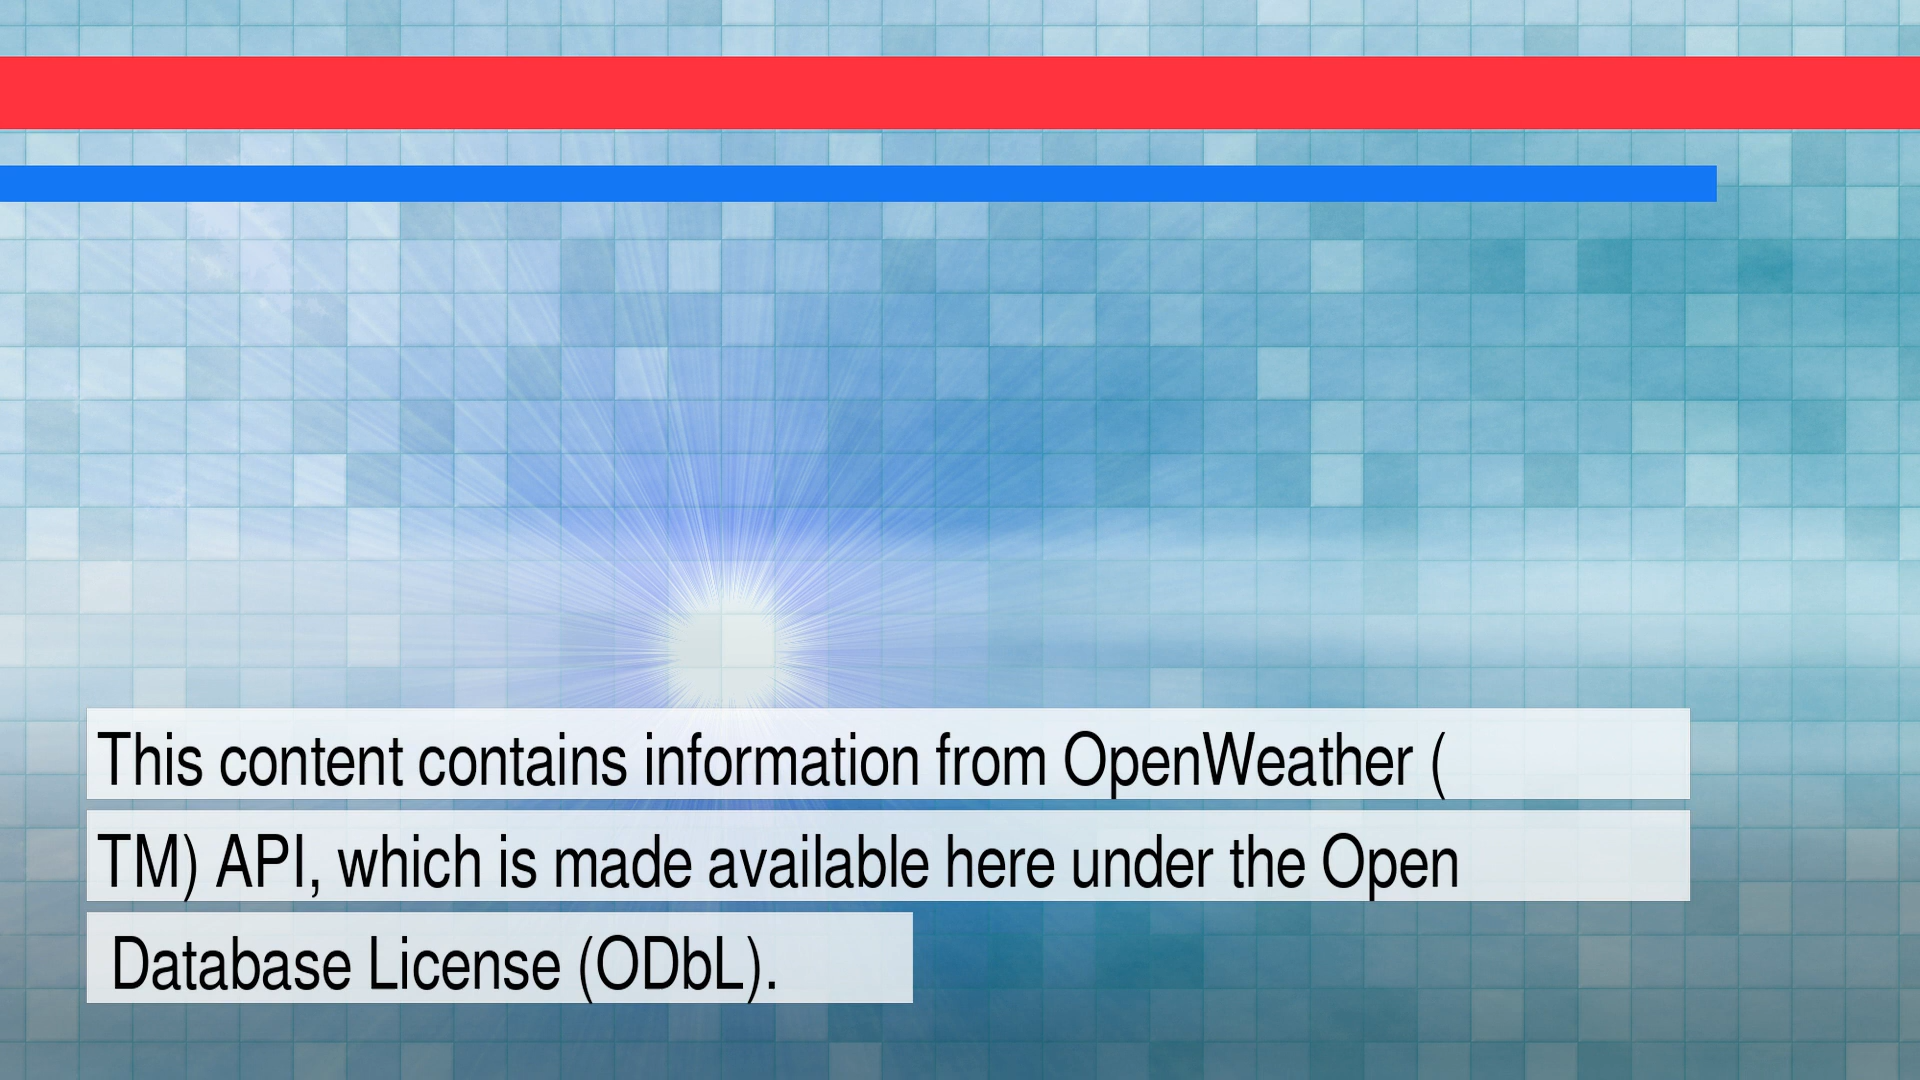 This content contains information from OpenWeather (
TM) API, which is made available here under the Open
Database License (ODbL).